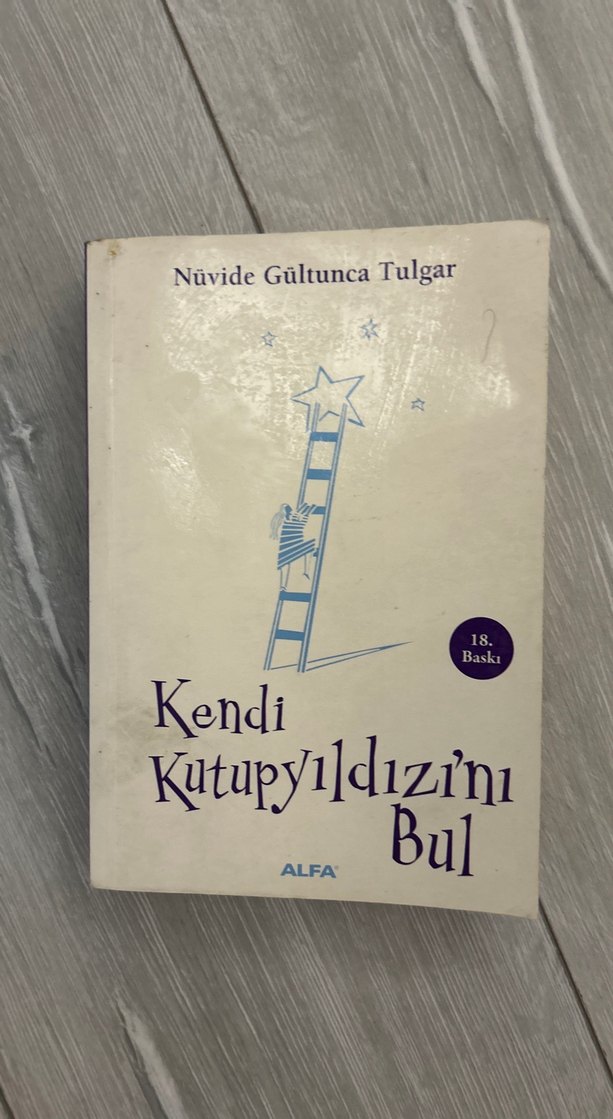 Nüvide Gültunca Tulgar
18.
Baskı
Kendi
Kutupyıldızı'nı
Bul
ALFA®